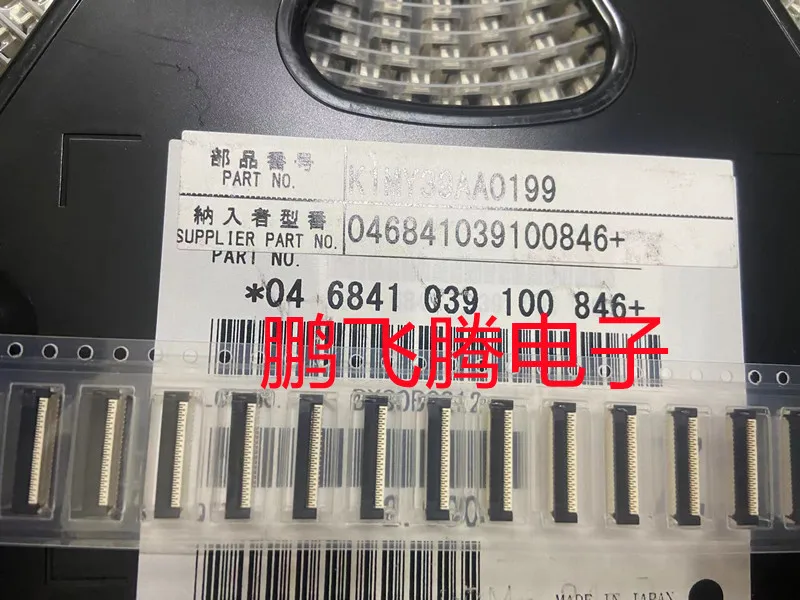 部品番号
PART NO.
K1MY39AA0199
納入者型番
SUPPLIER PART NO.
046841039100846+
PART NO.
*04 6841 039 100 846+
鹏飞腾电子
MADE IN JAPAN